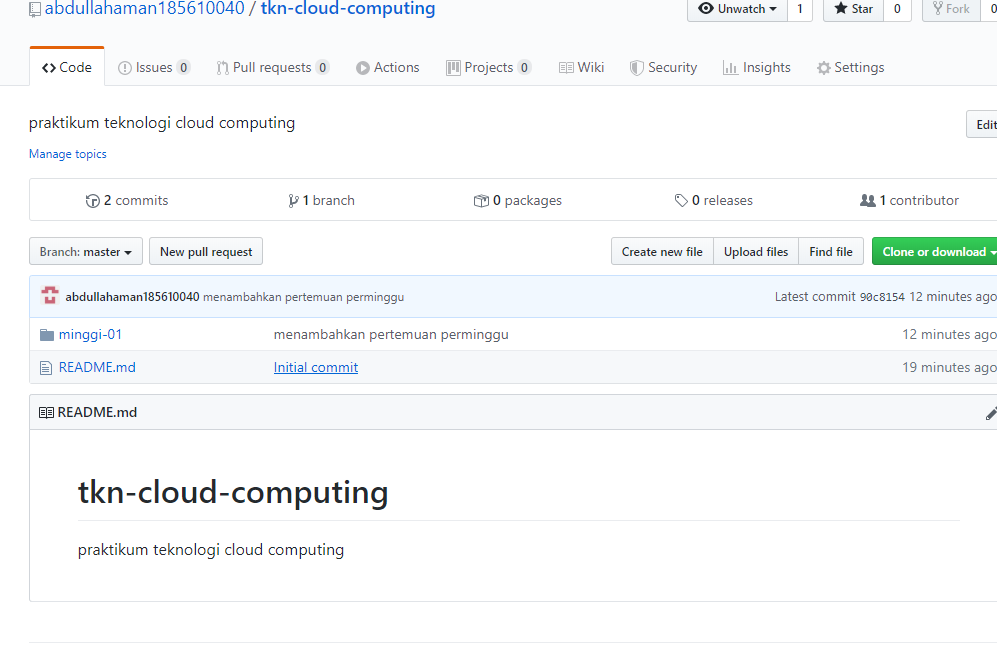 abdullahaman185610040 / tkn-cloud-computing Unwatch 1 Star 0 Fork 0
Code Issues 0 Pull requests 0 Actions Projects 0 Wiki Security Insights Settings
praktikum teknologi cloud computing Edit
Manage topics
2 commits 1 branch 0 packages 0 releases 1 contributor
Branch: master New pull request Create new file Upload files Find file Clone or download
abdullahaman185610040 menambahkan pertemuan perminggu Latest commit 90c8154 12 minutes ago
minggi-01 menambahkan pertemuan perminggu 12 minutes ago
README.md Initial commit 19 minutes ago
README.md
tkn-cloud-computing
praktikum teknologi cloud computing